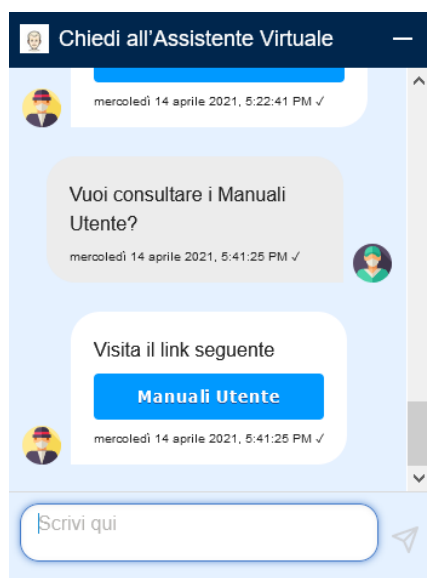 Chiedi all'Assistente Virtuale
mercoledì 14 aprile 2021, 5:22:41 PM ✓
Vuoi consultare i Manuali
Utente?
mercoledì 14 aprile 2021, 5:41:25 PM ✓
Visita il link seguente
Manuali Utente
mercoledì 14 aprile 2021, 5:41:25 PM ✓
Scrivi qui